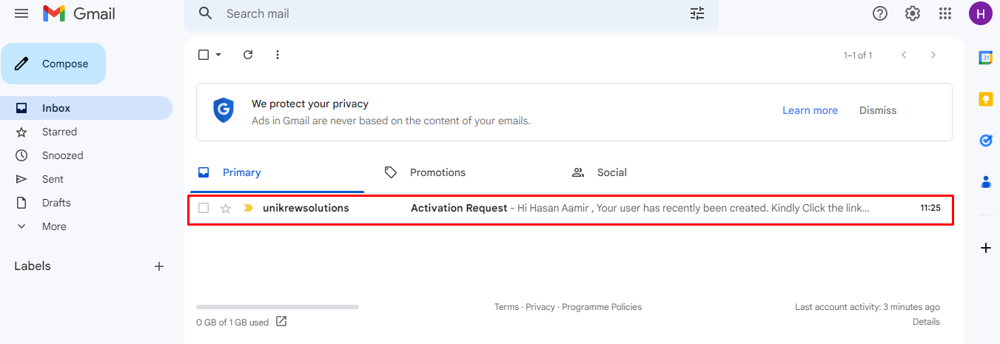 Gmail
Search mail
H
Compose
1–1 of 1
31
Inbox
We protect your privacy
G
Ads in Gmail are never based on the content of your emails.
Learn more
Dismiss
Starred
Snoozed
Sent
Primary
Promotions
Social
Drafts
unikrewsolutions
Activation Request - Hi Hasan Aamir , Your user has recently been created. Kindly Click the link...
11:25
More
Labels
Terms · Privacy · Programme Policies
Last account activity: 3 minutes ago
0 GB of 1 GB used
Details